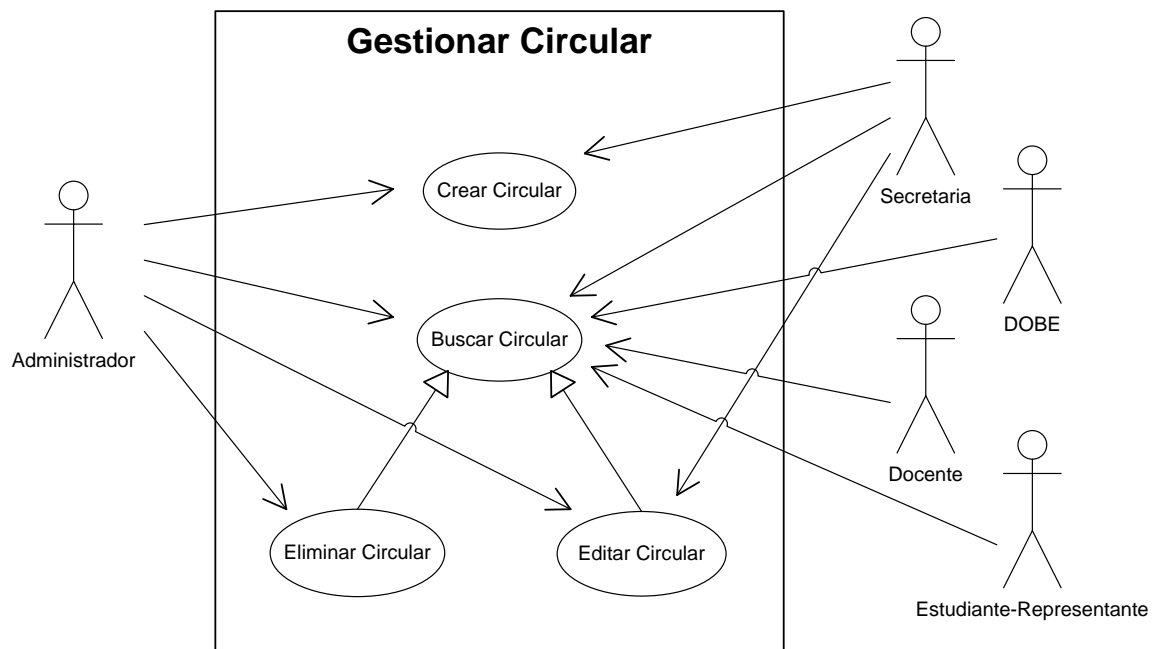 Gestionar Circular
Crear Circular
Secretaria
Administrador
Buscar Circular
DOBE
Docente
Eliminar Circular
Editar Circular
Estudiante-Representante